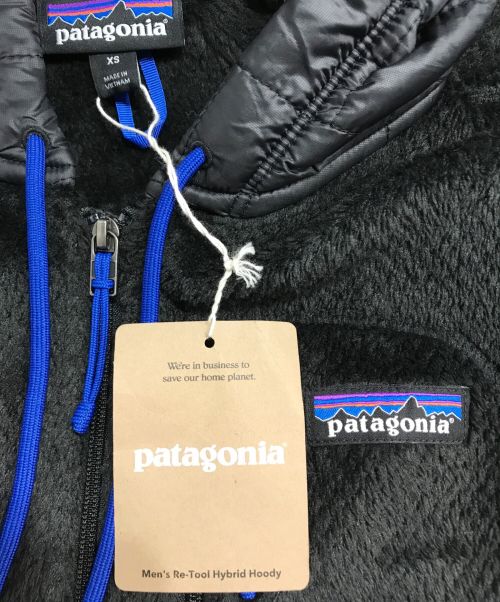 patagonia®
XS
MADE IN
VIETNAM
We're in business to
save our home planet.
patagonia®
patagonia®
Men's Re-Tool Hybrid Hoody